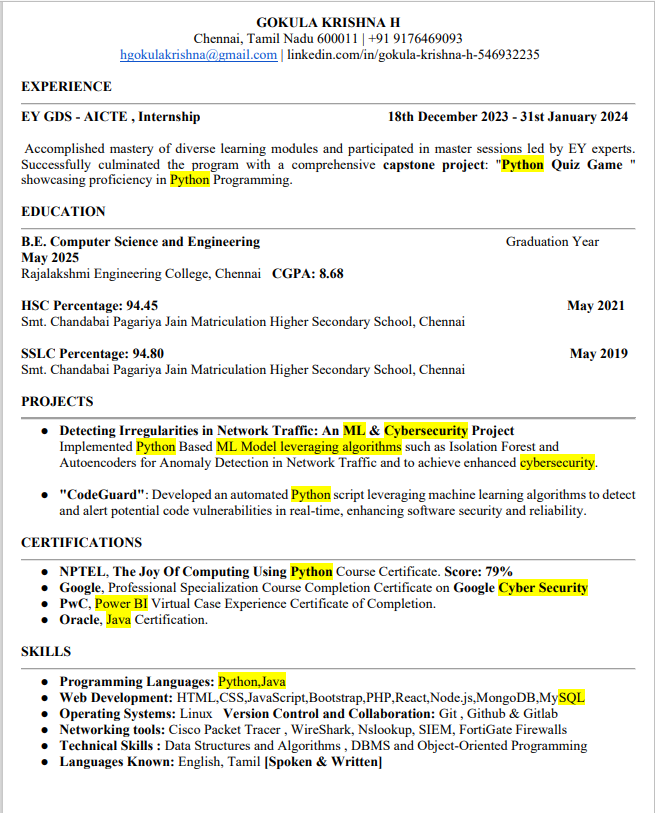 GOKULA KRISHNA H
Chennai, Tamil Nadu 600011 | +91 9176469093
hgokulakrishna@gmail.com | linkedin.com/in/gokula-krishna-h-546932235
EXPERIENCE
EY GDS - AICTE , Internship 18th December 2023 - 31st January 2024
Accomplished mastery of diverse learning modules and participated in master sessions led by EY experts.
Successfully culminated the program with a comprehensive capstone project: "Python Quiz Game "
showcasing proficiency in Python Programming.
EDUCATION
B.E. Computer Science and Engineering Graduation Year
May 2025
Rajalakshmi Engineering College, Chennai CGPA: 8.68
HSC Percentage: 94.45 May 2021
Smt. Chandabai Pagariya Jain Matriculation Higher Secondary School, Chennai
SSLC Percentage: 94.80 May 2019
Smt. Chandabai Pagariya Jain Matriculation Higher Secondary School, Chennai
PROJECTS
● Detecting Irregularities in Network Traffic: An ML & Cybersecurity Project
Implemented Python Based ML Model leveraging algorithms such as Isolation Forest and
Autoencoders for Anomaly Detection in Network Traffic and to achieve enhanced cybersecurity.
● "CodeGuard": Developed an automated Python script leveraging machine learning algorithms to detect
and alert potential code vulnerabilities in real-time, enhancing software security and reliability.
CERTIFICATIONS
● NPTEL, The Joy Of Computing Using Python Course Certificate. Score: 79%
● Google, Professional Specialization Course Completion Certificate on Google Cyber Security
● PwC, Power BI Virtual Case Experience Certificate of Completion.
● Oracle, Java Certification.
SKILLS
● Programming Languages: Python,Java
● Web Development: HTML,CSS,JavaScript,Bootstrap,PHP,React,Node.js,MongoDB,MySQL
● Operating Systems: Linux Version Control and Collaboration: Git , Github & Gitlab
● Networking tools: Cisco Packet Tracer , WireShark, Nslookup, SIEM, FortiGate Firewalls
● Technical Skills : Data Structures and Algorithms , DBMS and Object-Oriented Programming
● Languages Known: English, Tamil [Spoken & Written]